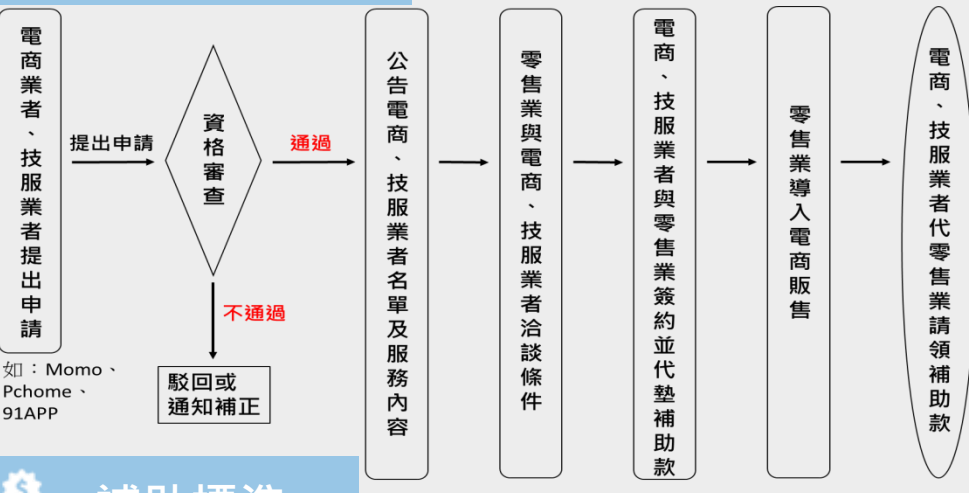 電商業者、技服業者提出申請
如：Momo、
Pchome、
91APP
提出申請
資格審查
通過
不通過
駁回或
通知補正
公告電商、技服業者名單及服務內容
零售業與電商、技服業者洽談條件
電商、技服業者與零售業簽約並代墊補助款
零售業導入電商販售
電商、技服業者代零售業請領補助款